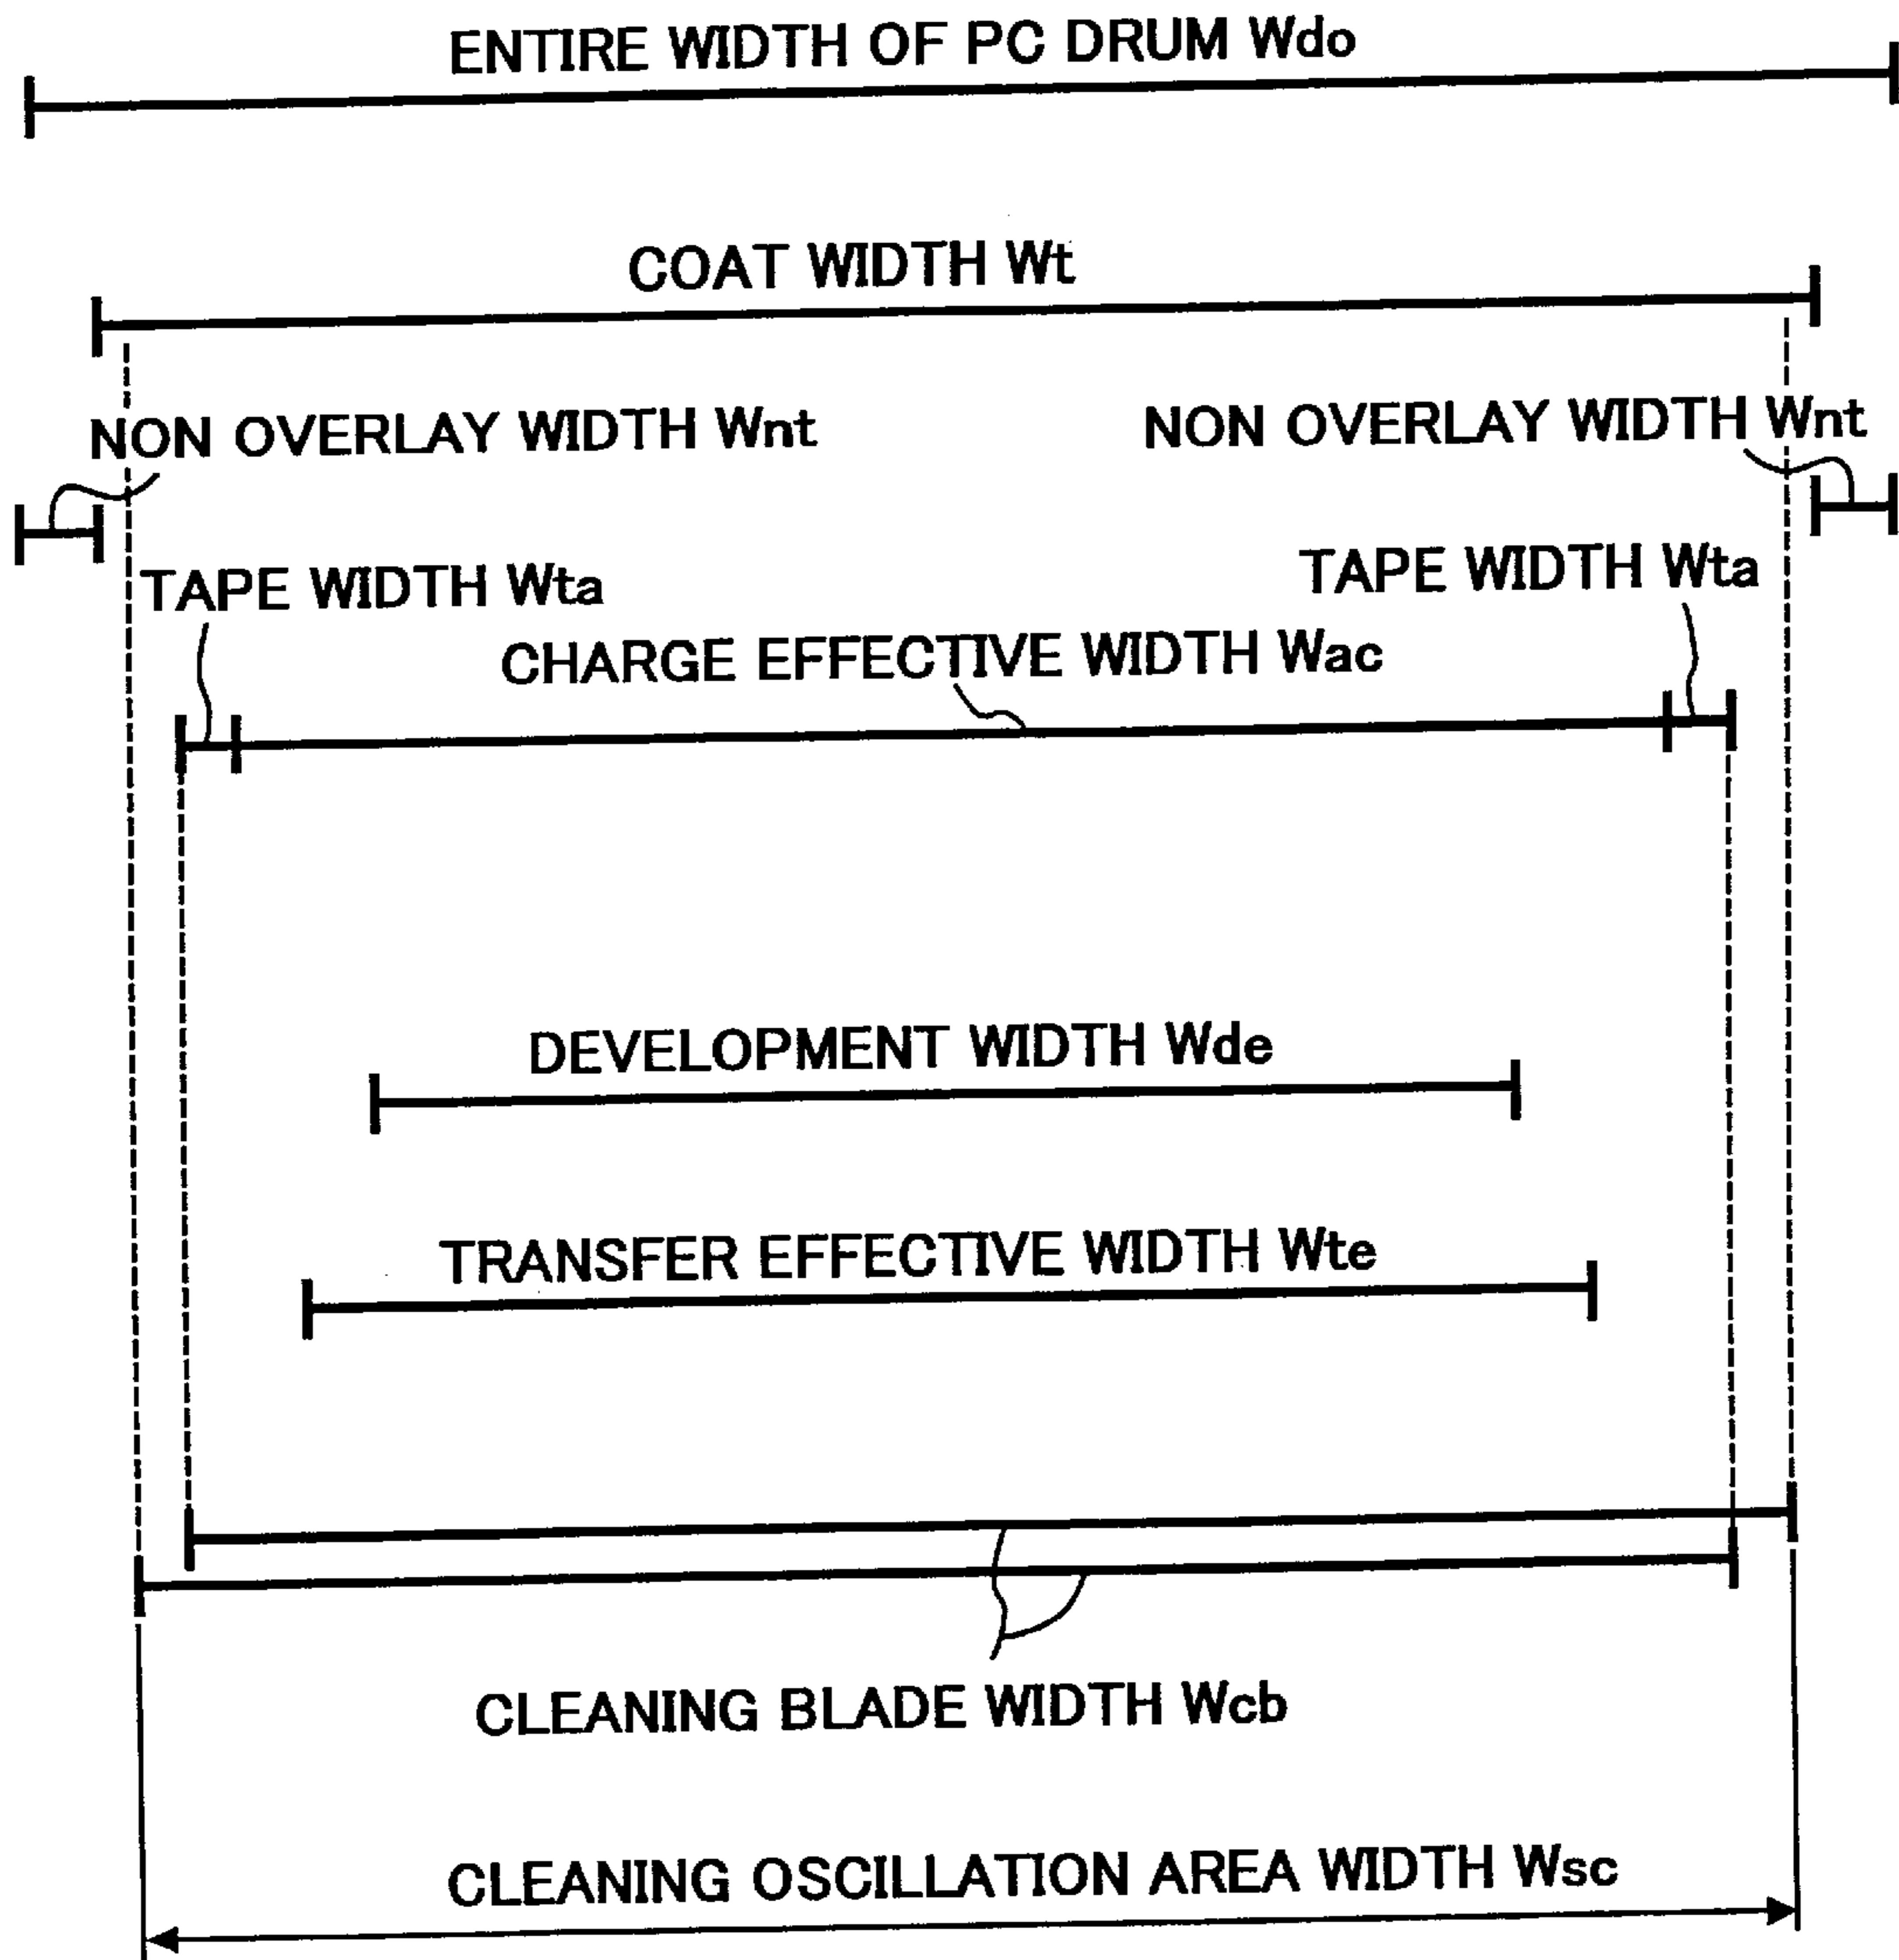 ENTIRE WIDTH OF PC DRUM Wdo
COAT WIDTH Wt
NON OVERLAY WIDTH Wnt
NON OVERLAY WIDTH Wnt
TAPE WIDTH Wta
TAPE WIDTH Wta
CHARGE EFFECTIVE WIDTH Wac
DEVELOPMENT WIDTH Wde
TRANSFER EFFECTIVE WIDTH Wte
CLEANING BLADE WIDTH Wcb
CLEANING OSCILLATION AREA WIDTH Wsc